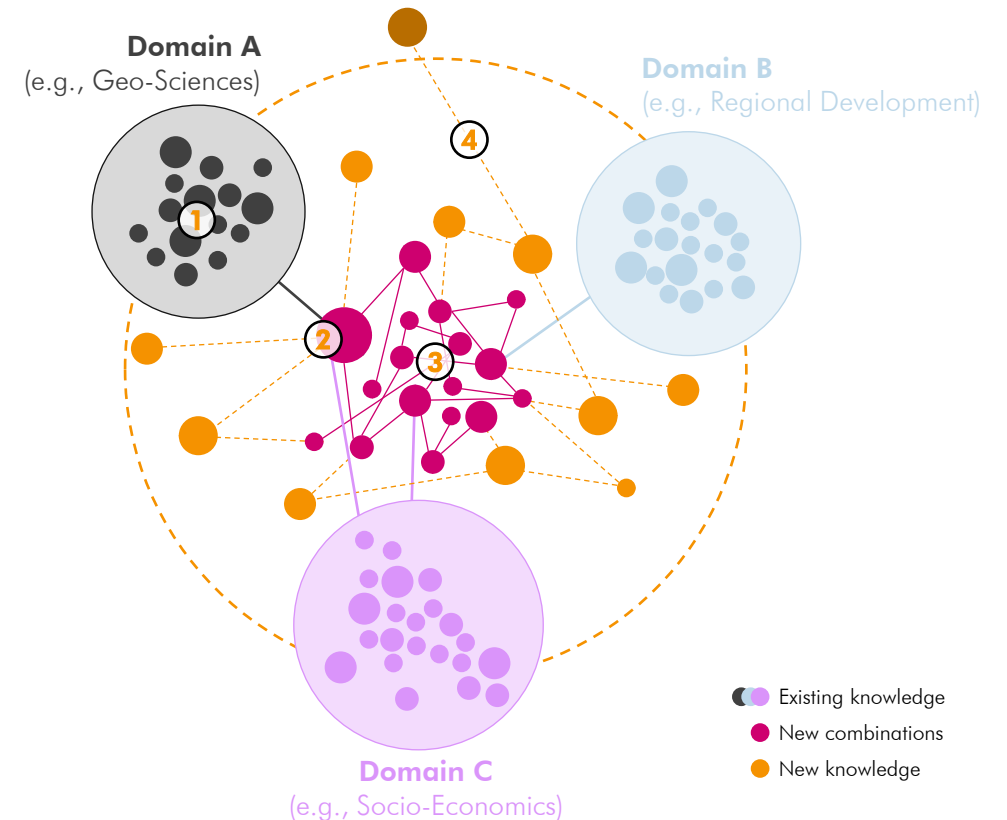 Domain A
(e.g., Geo-Sciences)
Domain B
(e.g., Regional Development)
4
1
2
3
Domain C
(e.g., Socio-Economics)
Existing knowledge
New combinations
New knowledge